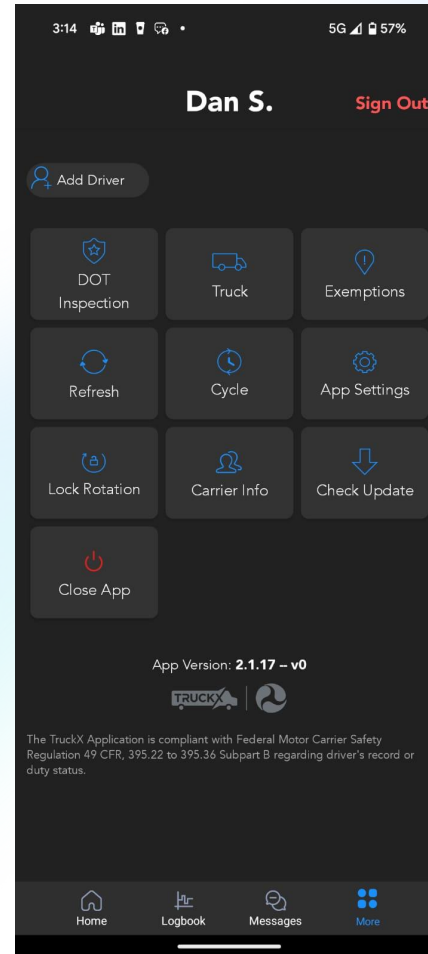 3:14
5G 57%
Dan S.
Sign Out
Add Driver
DOT
Inspection
Truck
Exemptions
Refresh
Cycle
App Settings
Lock Rotation
Carrier Info
Check Update
Close App
App Version: 2.1.17 -- v0
TRUCKX
The TruckX Application is compliant with Federal Motor Carrier Safety
Regulation 49 CFR, 395.22 to 395.36 Subpart B regarding driver's record or
duty status.
Home
Logbook
Messages
More